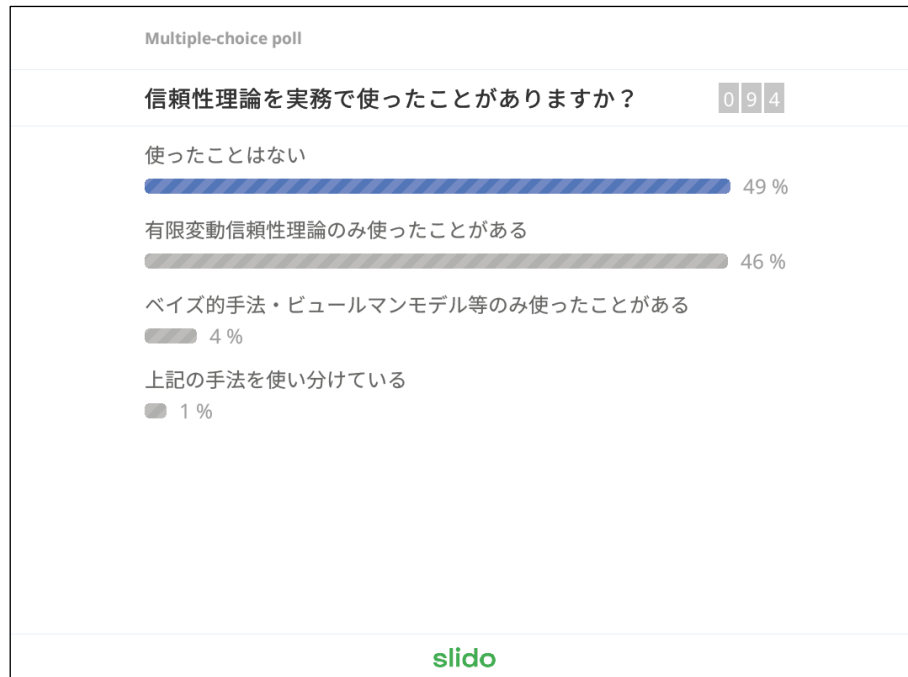 Multiple-choice poll
信頼性理論を実務で使ったことがありますか？ 094
使ったことはない
49 %
有限変動信頼性理論のみ使ったことがある
46 %
ベイズ的手法・ビュールマンモデル等のみ使ったことがある
4 %
上記の手法を使い分けている
1 %
slido